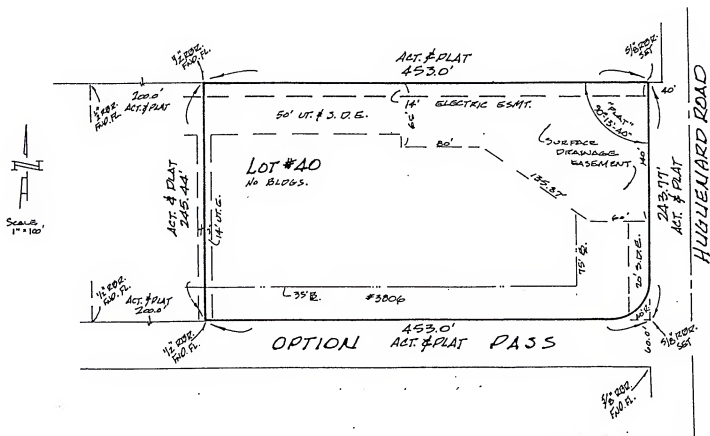 1/2" RBR.
FND. FL.
ACT. & PLAT
453.0'
5/8" RBR.
SET
200.0'
ACT. & PLAT
1/2" RBR.
FND. FL.
50' UT. & S.D.E.
14' ELECTRIC ESMT.
40'
"PLAT"
90°13'40"
65'
80'
SURFACE
DRAINAGE
EASEMENT
140'
LOT #40
NO BLDGS.
135.37'
N
SCALE
1"=100'
ACT. & PLAT
245.44'
14' UT. E.
243.77'
ACT. & PLAT
HUGUENARD ROAD
60'
75' B.
20' S.D.E.
1/2" RBR.
FND. FL.
ACT. & PLAT
200.0'
35' B.
#3806
40' R.
1/2" RBR.
FND. FL.
453.0'
ACT. & PLAT
OPTION PASS
60.0'
5/8" RBR.
SET
5/8" RBR.
FND. FL.